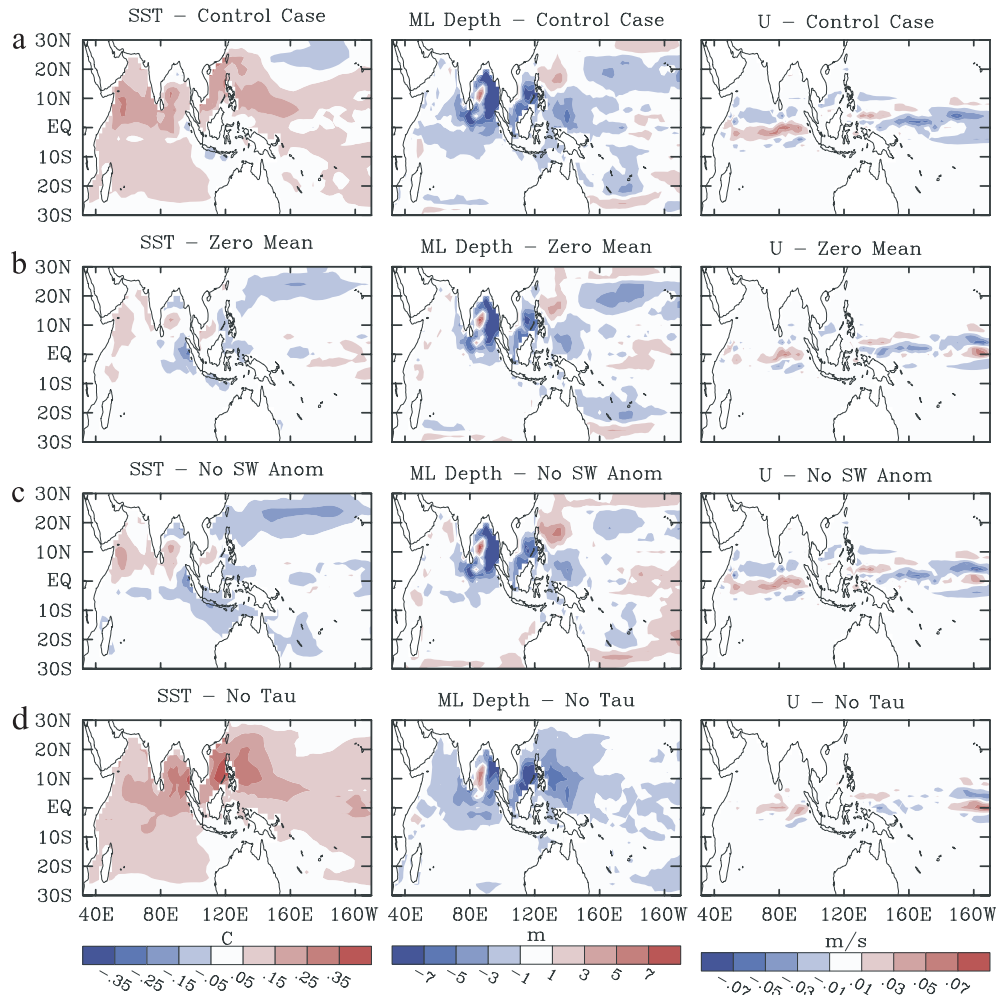 SST − Control Case
ML Depth − Control Case
U − Control Case
a
30N
20N
10N
EQ
10S
20S
30S
SST − Zero Mean
ML Depth − Zero Mean
U − Zero Mean
b
30N
20N
10N
EQ
10S
20S
30S
SST − No SW Anom
ML Depth − No SW Anom
U − No SW Anom
c
30N
20N
10N
EQ
10S
20S
30S
SST − No Tau
ML Depth − No Tau
U − No Tau
d
30N
20N
10N
EQ
10S
20S
30S
40E 80E 120E 160E 160W 40E 80E 120E 160E 160W 40E 80E 120E 160E 160W
C
m
m/s
−.35 −.25 −.15 −.05 .05 .15 .25 .35
−7 −5 −3 −1 1 3 5 7
−.07 −.05 −.03 −.01 .01 .03 .05 .07